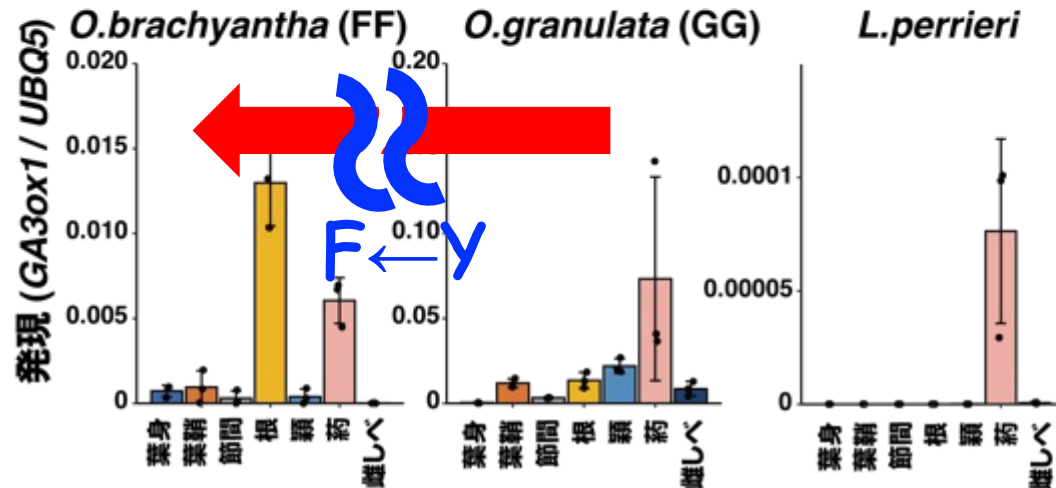 O.brachyantha (FF)
O.granulata (GG)
L.perrieri
発現 (GA3ox1 / UBQ5)
0.020
0.015
0.010
0.005
0
葉身
葉鞘
節間
根
穎
葯
雌しべ
0.20
0.10
0.05
0
葉身
葉鞘
節間
根
穎
葯
雌しべ
0.0001
0.00005
0
葉身
葉鞘
節間
根
穎
葯
雌しべ
F ← y